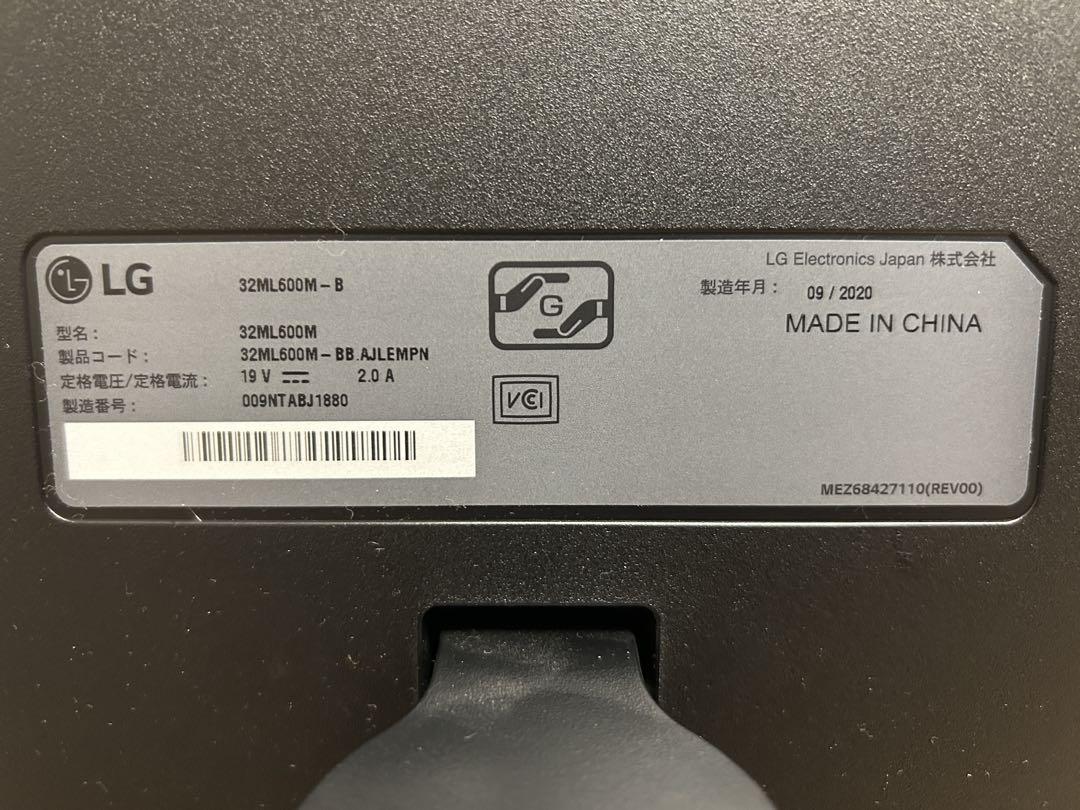 LG
32ML600M-B
型名: 32ML600M
製品コード: 32ML600M-BB.AJLEMPN
定格電圧/定格電流: 19 V 2.0 A
製造番号: 009NTABJ1880
G
VCCI
LG Electronics Japan 株式会社
製造年月: 09 / 2020
MADE IN CHINA
MEZ68427110(REV00)